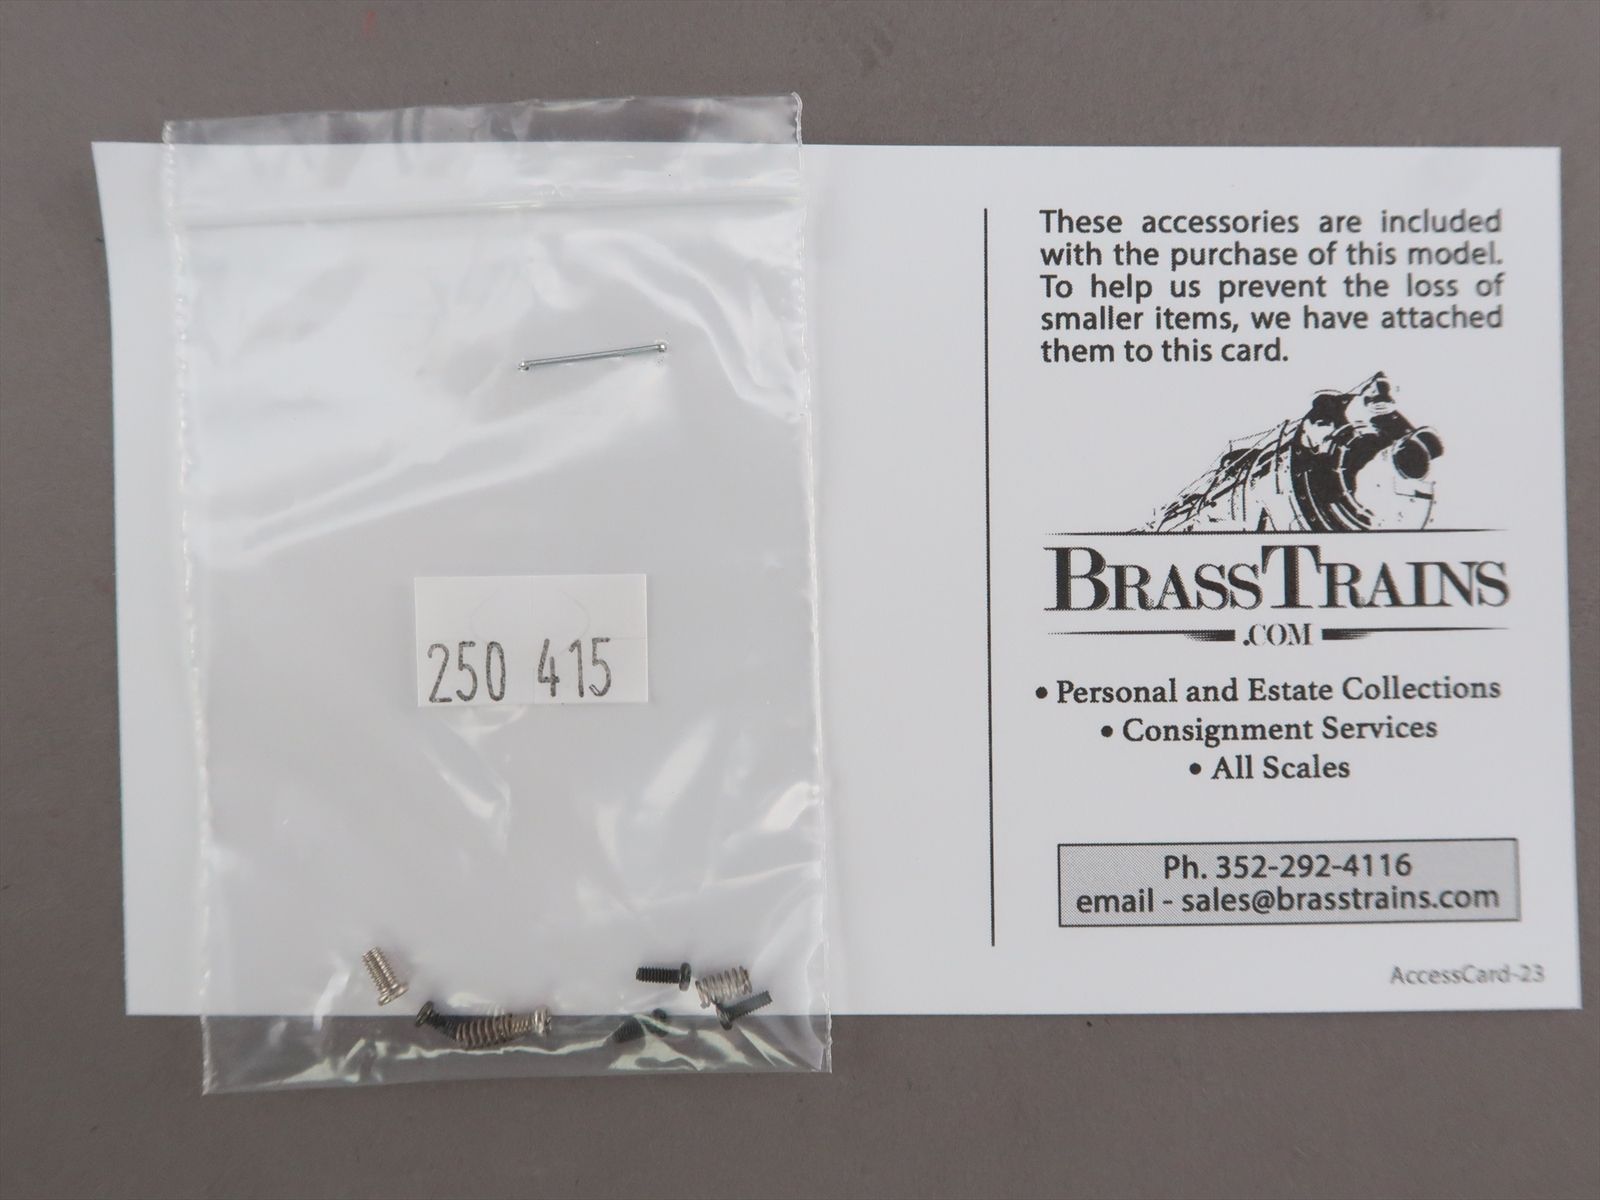 250 415
These accessories are included
with the purchase of this model.
To help us prevent the loss of
smaller items, we have attached
them to this card.
BRASSTRAINS
.COM
• Personal and Estate Collections
• Consignment Services
• All Scales
Ph. 352-292-4116
email - sales@brasstrains.com
AccessCard-23